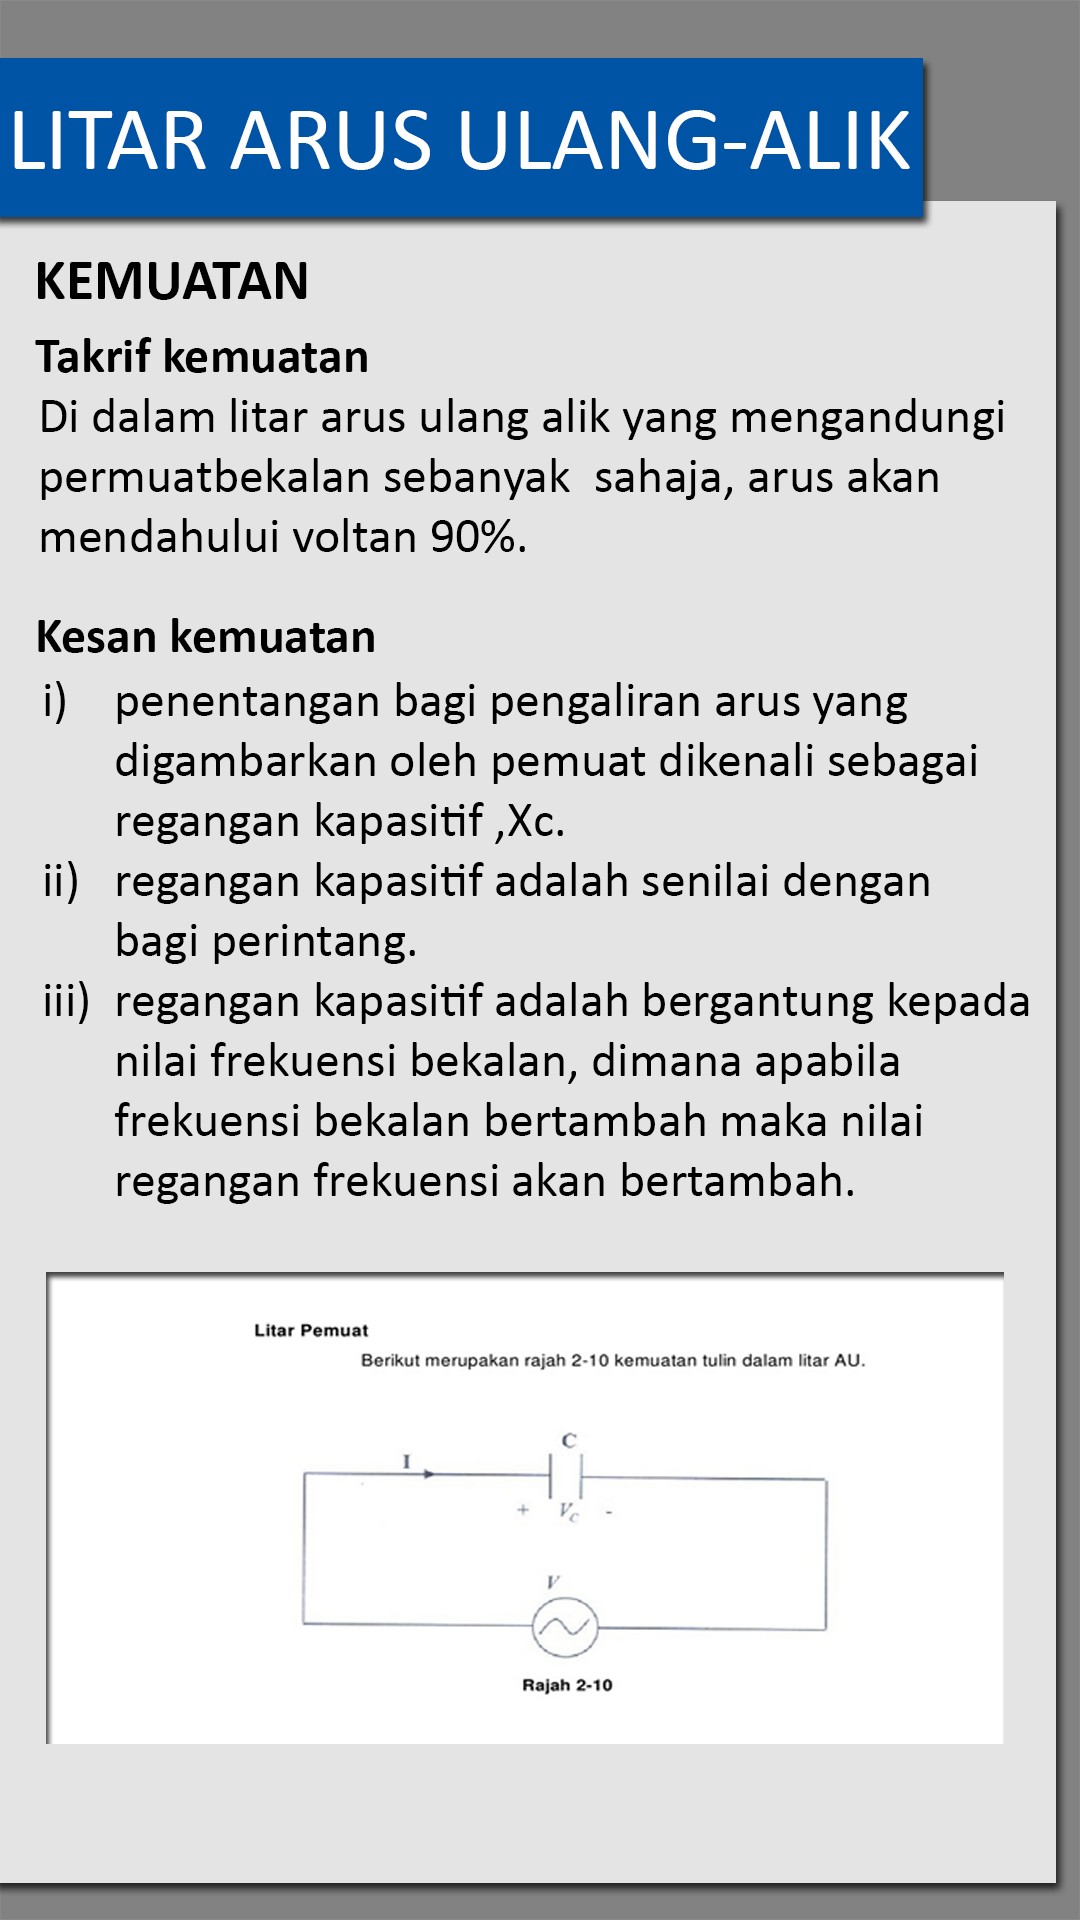 LITAR ARUS ULANG-ALIK
KEMUATAN
Takrif kemuatan
Di dalam litar arus ulang alik yang mengandungi
permuatbekalan sebanyak  sahaja, arus akan
mendahului voltan 90%.
Kesan kemuatan
i) penentangan bagi pengaliran arus yang
digambarkan oleh pemuat dikenali sebagai
regangan kapasitif ,Xc.
ii) regangan kapasitif adalah senilai dengan
bagi perintang.
iii) regangan kapasitif adalah bergantung kepada
nilai frekuensi bekalan, dimana apabila
frekuensi bekalan bertambah maka nilai
regangan frekuensi akan bertambah.
Litar Pemuat
Berikut merupakan rajah 2-10 kemuatan tulin dalam litar AU.
C
I
+ Vc -
V
Rajah 2-10